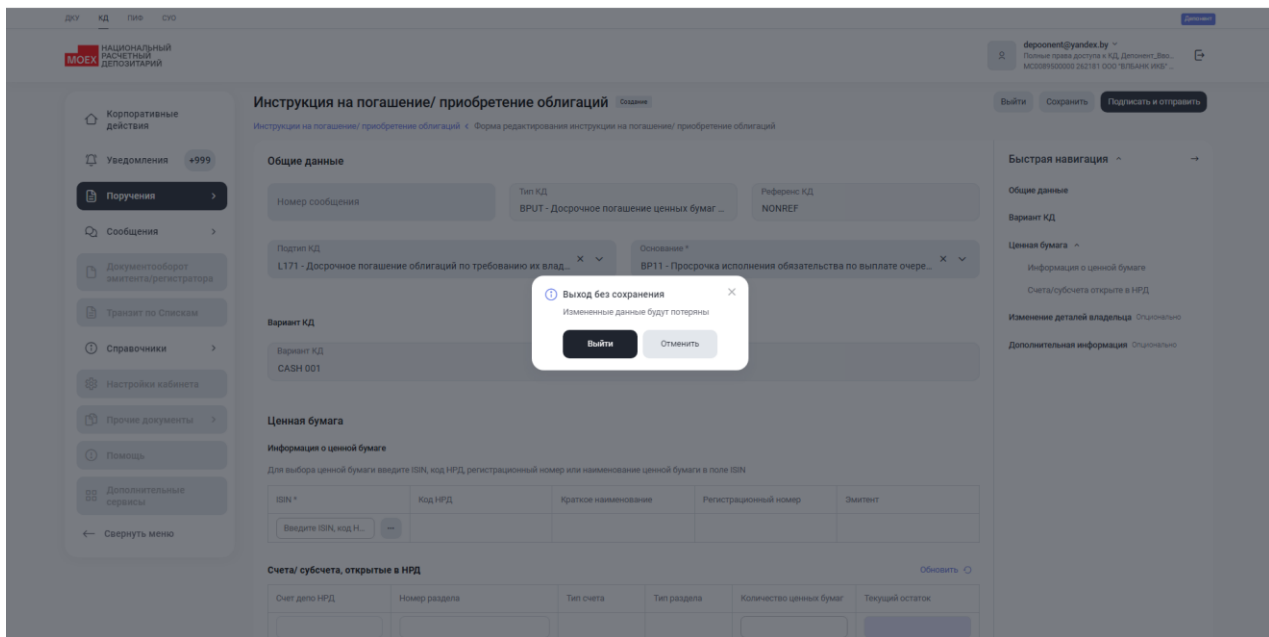 ДКУ КД ПИФ СУО
Депонент
MOEX НАЦИОНАЛЬНЫЙ
РАСЧЕТНЫЙ
ДЕПОЗИТАРИЙ
depoonent@yandex.by
Полные права доступа к КД, Депонент_Вво...
MC0089500000 262181 ООО "ВЛБАНК ИКБ" ...
Корпоративные
действия
Уведомления +999
Поручения
Сообщения
Документооборот
эмитента/регистратора
Транзит по Спискам
Справочники
Настройки кабинета
Прочие документы
Помощь
Дополнительные
сервисы
Свернуть меню
Инструкция на погашение/ приобретение облигаций Создание
Выйти Сохранить Подписать и отправить
Инструкции на погашение/ приобретение облигаций < Форма редактирования инструкции на погашение/ приобретение облигаций
Общие данные
Номер сообщения
Тип КД
BPUT - Досрочное погашение ценных бумаг ...
Референс КД
NONREF
Подтип КД
L171 - Досрочное погашение облигаций по требованию их влад...
Основание *
BP11 - Просрочка исполнения обязательства по выплате очере...
Выход без сохранения
Измененные данные будут потеряны
Выйти Отменить
Вариант КД
Вариант КД
CASH 001
Ценная бумага
Информация о ценной бумаге
Для выбора ценной бумаги введите ISIN, код НРД, регистрационный номер или наименование ценной бумаги в поле ISIN
ISIN * Код НРД Краткое наименование Регистрационный номер Эмитент
Введите ISIN, код Н...
Счета/ субсчета, открытые в НРД
Обновить
Счет депо НРД Номер раздела Тип счета Тип раздела Количество ценных бумаг Текущий остаток
Быстрая навигация
Общие данные
Вариант КД
Ценная бумага
Информация о ценной бумаге
Счета/субсчета открыте в НРД
Изменение деталей владельца Опционально
Дополнительная информация Опционально